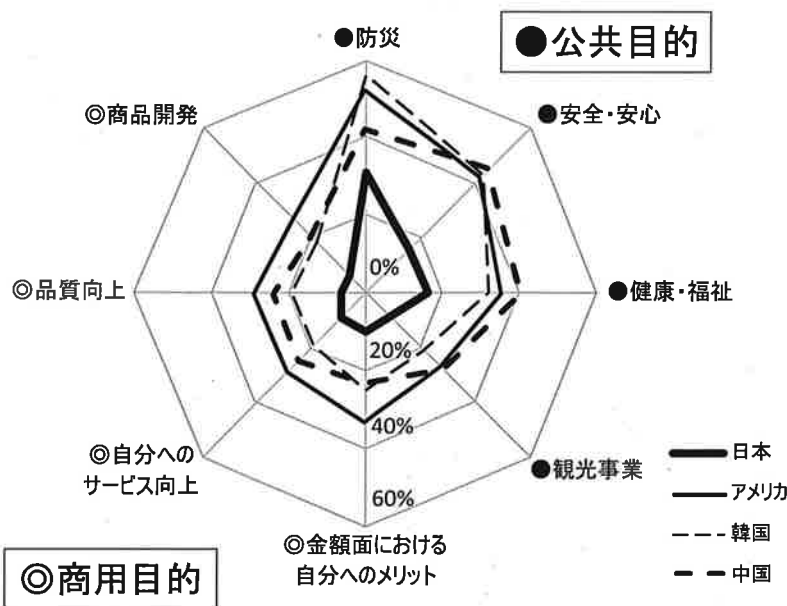 ●防災
●公共目的
◎商品開発
●安全・安心
0%
◎品質向上
●健康・福祉
20%
40%
◎自分への
サービス向上
●観光事業
日本
アメリカ
60%
◎金額面における
自分へのメリット
韓国
◎商用目的
中国